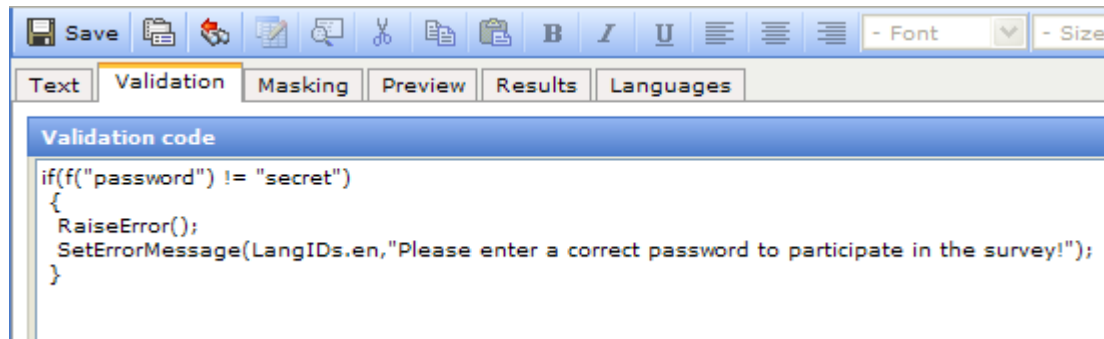 Save B I U - Font - Size
Text Validation Masking Preview Results Languages
Validation code
if(f("password") != "secret")
{
RaiseError();
SetErrorMessage(LangIDs.en,"Please enter a correct password to participate in the survey!");
}